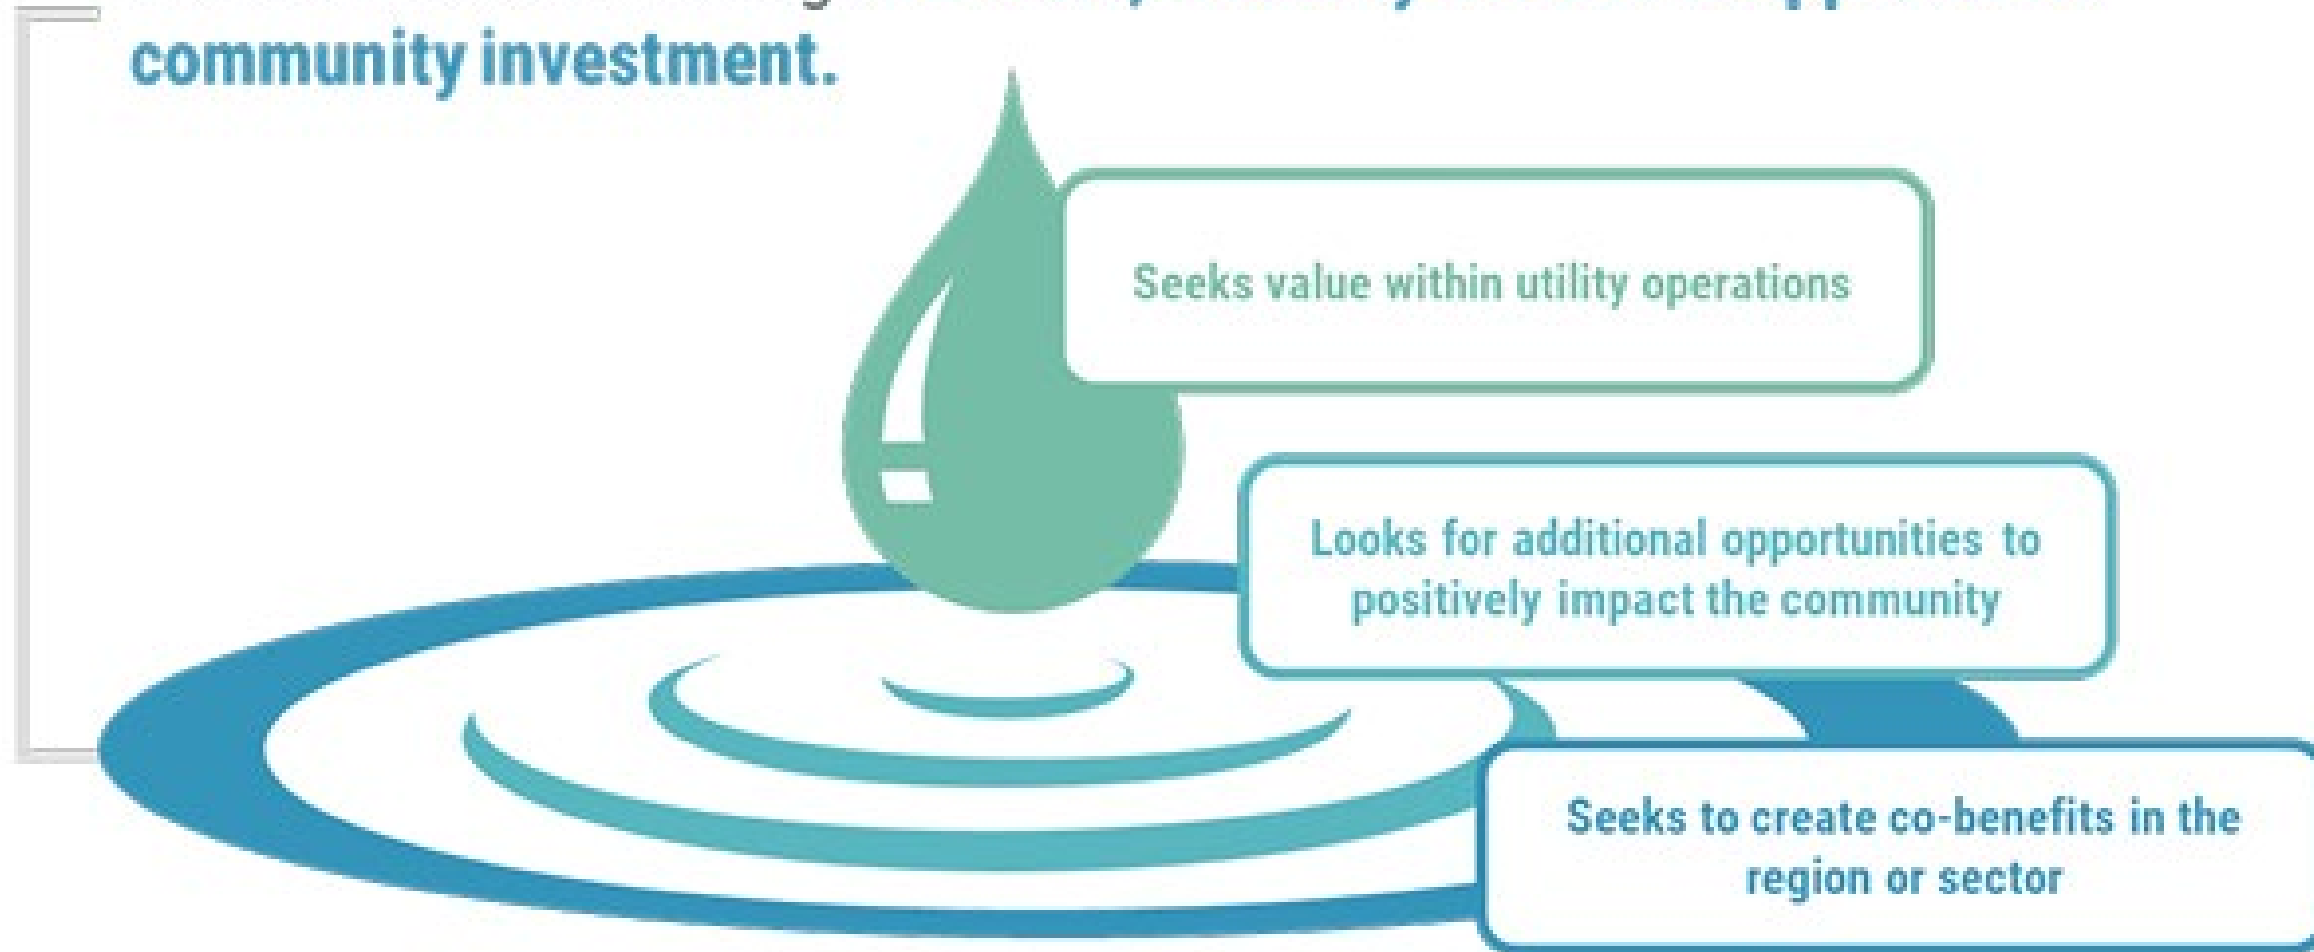 community investment.
Seeks value within utility operations
Looks for additional opportunities to
positively impact the community
Seeks to create co-benefits in the
region or sector